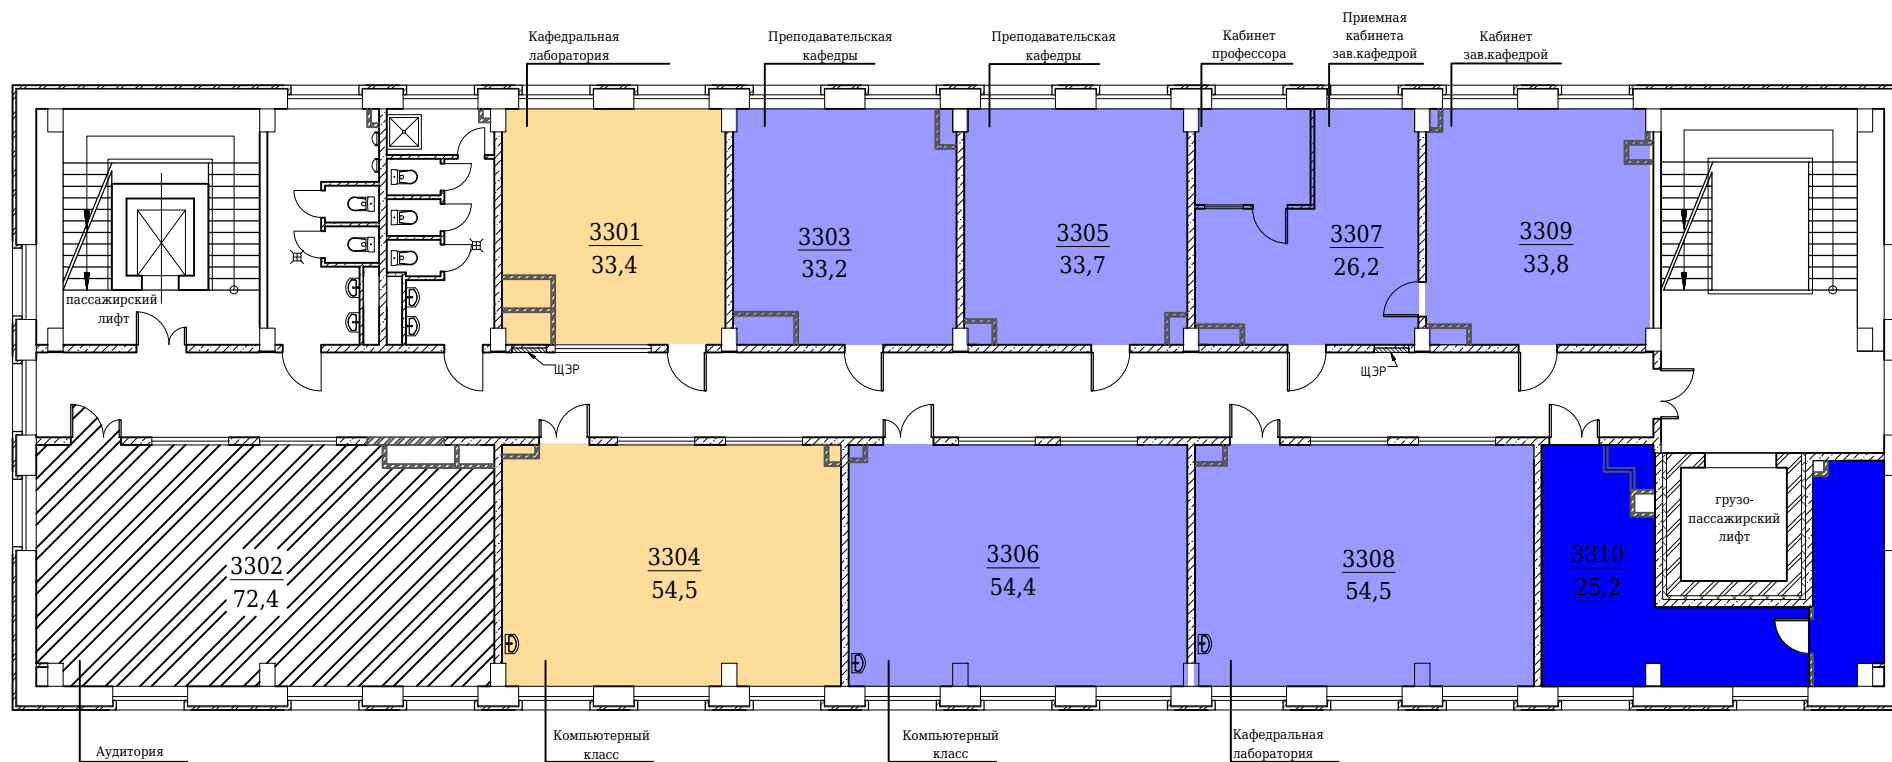 Кафедральная
лаборатория
Преподавательская
кафедры
Преподавательская
кафедры
Кабинет
профессора
Приемная
кабинета
зав.кафедрой
Кабинет
зав.кафедрой
3301
33,4
3303
33,2
3305
33,7
3307
26,2
3309
33,8
пассажирский
лифт
ЩЭР
ЩЭР
3302
72,4
3304
54,5
3306
54,4
3308
54,5
3310
25,2
грузо-
пассажирский
лифт
Аудитория
Компьютерный
класс
Компьютерный
класс
Кафедральная
лаборатория